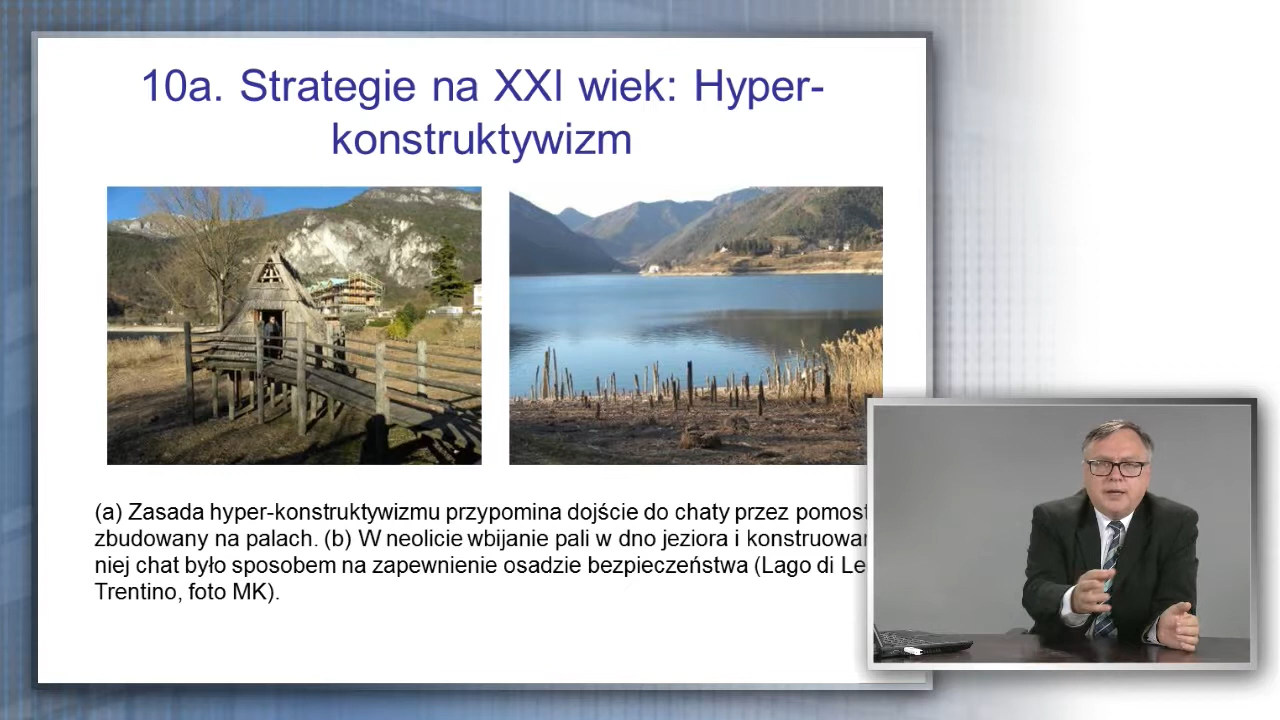 10a. Strategie na XXI wiek: Hyper-
konstruktywizm
(a) Zasada hyper-konstruktywizmu przypomina dojście do chaty przez pomost
zbudowany na palach. (b) W neolicie wbijanie pali w dno jeziora i
niej chat było sposobem na zapewnienie osadzie bezpieczeństwa (Lago di
Trentino, foto MK).